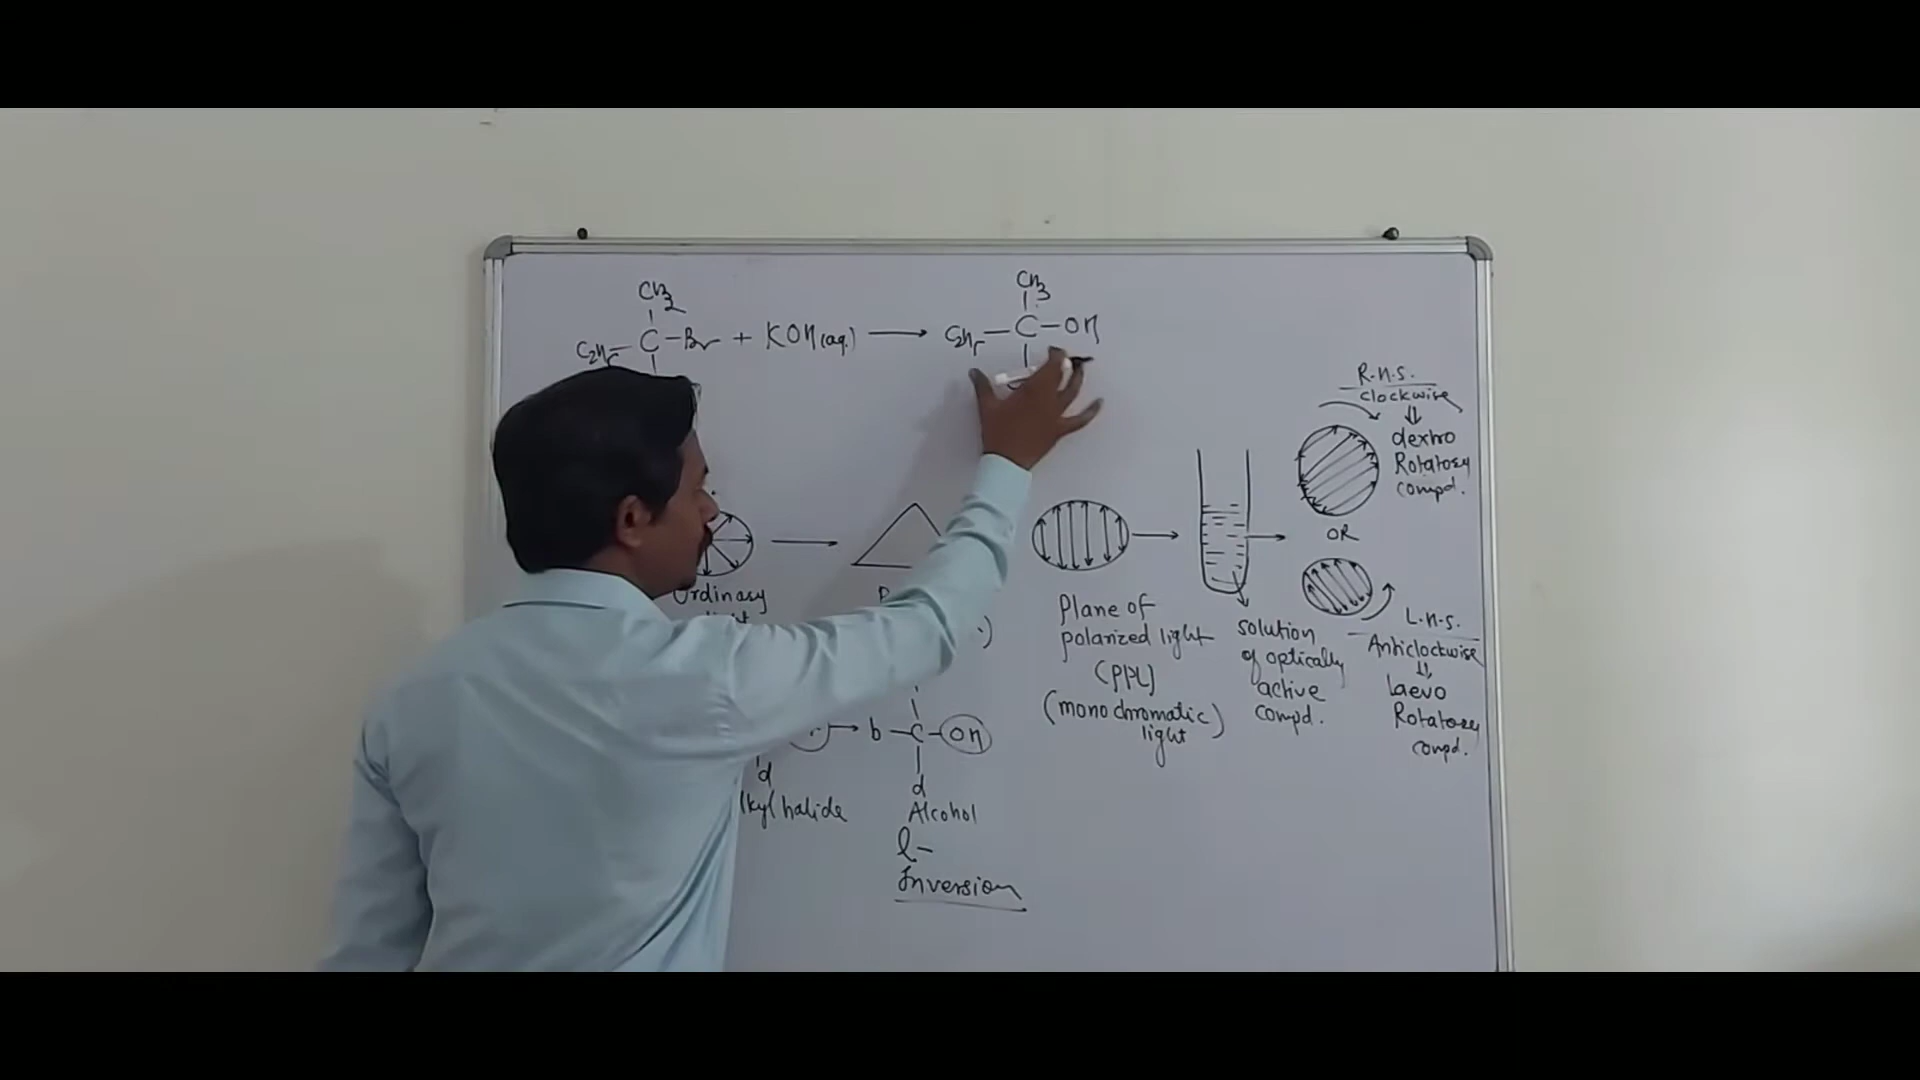 CH3 CH3
C2H5 – C – Br + KOH(aq.) ⟶ C2H5 – C – OH
R.H.S.
clockwise
⇓
dextro
Rotatory
compd.
OR
L.H.S.
Anticlockwise
⇓
laevo
Rotatory
compd.
Ordinary
Plane of
polarized light
(PPL)
(monochromatic
light)
solution
of optically
active
compd.
→ b – C – OH
d d
lkyl halide Alcohol
l-
Inversion